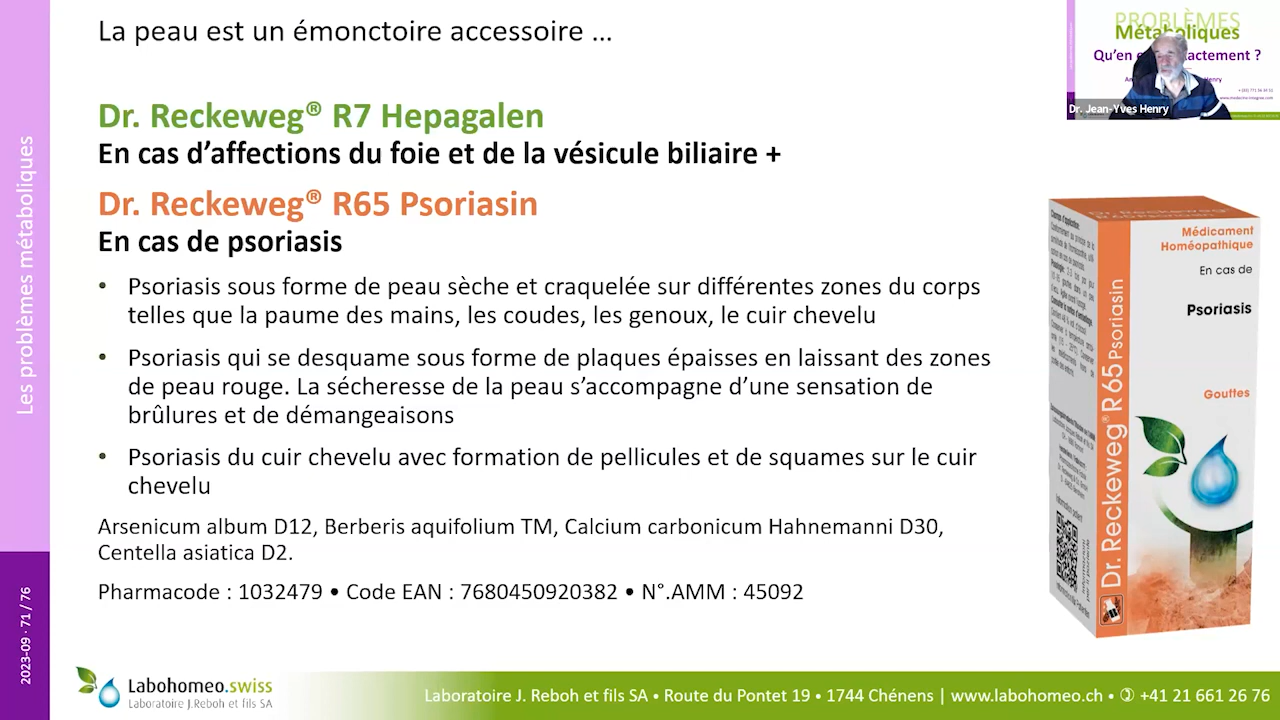 La peau est un émonctoire accessoire ...
Dr. Reckeweg® R7 Hepagalen
En cas d’affections du foie et de la vésicule biliaire +
Dr. Reckeweg® R65 Psoriasin
En cas de psoriasis
• Psoriasis sous forme de peau sèche et craquelée sur différentes zones du corps
telles que la paume des mains, les coudes, les genoux, le cuir chevelu
• Psoriasis qui se desquame sous forme de plaques épaisses en laissant des zones
de peau rouge. La sécheresse de la peau s’accompagne d’une sensation de
brûlures et de démangeaisons
• Psoriasis du cuir chevelu avec formation de pellicules et de squames sur le cuir
chevelu
Arsenicum album D12, Berberis aquifolium TM, Calcium carbonicum Hahnemanni D30,
Centella asiatica D2.
Pharmacode : 1032479 • Code EAN : 7680450920382 • N°.AMM : 45092
Les problèmes métaboliques
2023-09 · 71 / 76
PROBLÈMES
Métaboliques
Qu’en
actement ?
Henry
Dr. Jean-Yves Henry
Dr. Reckeweg®
R 65 Psoriasin
Médicament
Homéopathique
En cas de
Psoriasis
Gouttes
Dr. Reckeweg® R 65 Psoriasin
Labohomeo.swiss
Laboratoire J.Reboh et fils SA
Laboratoire J. Reboh et fils SA • Route du Pontet 19 • 1744 Chénens | www.labohomeo.ch • ✆ +41 21 661 26 76